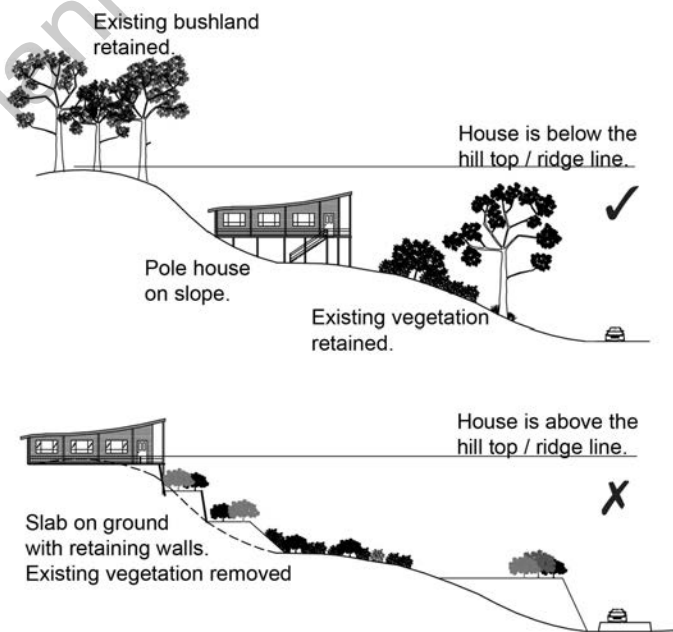 Existing bushland
retained.
House is below the
hill top / ridge line.
Pole house
on slope.
Existing vegetation
retained.
House is above the
hill top / ridge line.
Slab on ground
with retaining walls.
Existing vegetation removed